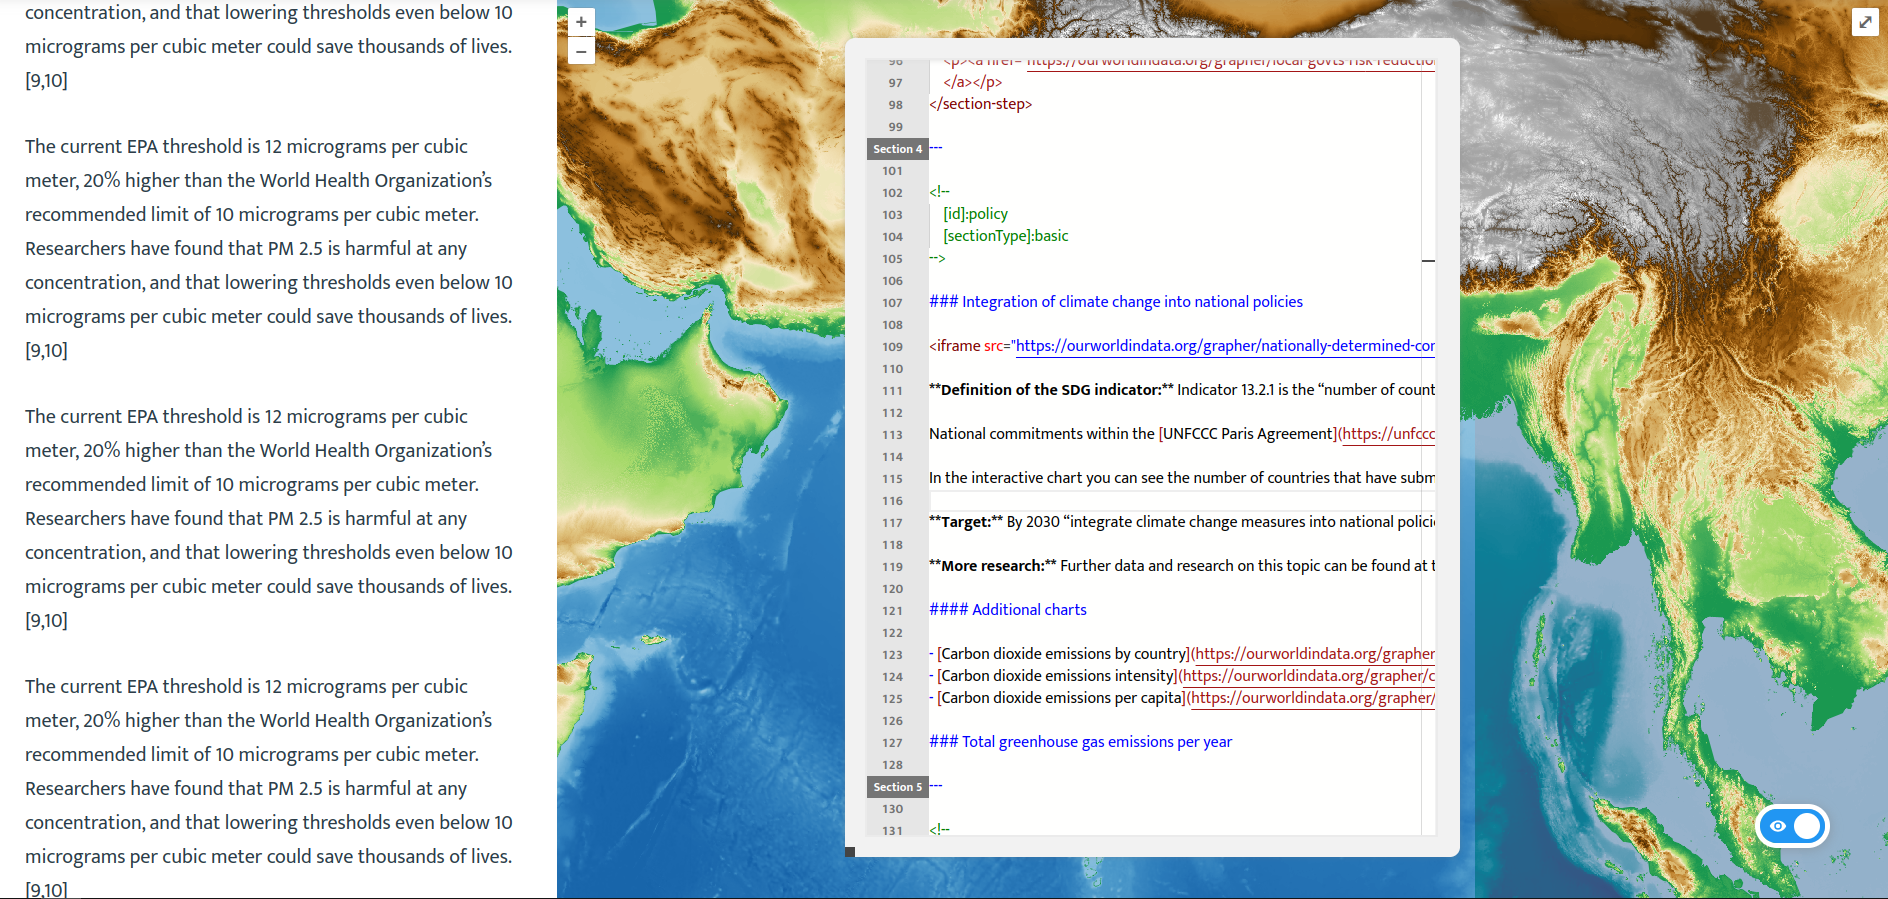 concentration, and that lowering thresholds even below 10
micrograms per cubic meter could save thousands of lives.
[9,10]
The current EPA threshold is 12 micrograms per cubic
meter, 20% higher than the World Health Organization’s
recommended limit of 10 micrograms per cubic meter.
Researchers have found that PM 2.5 is harmful at any
concentration, and that lowering thresholds even below 10
micrograms per cubic meter could save thousands of lives.
[9,10]
The current EPA threshold is 12 micrograms per cubic
meter, 20% higher than the World Health Organization’s
recommended limit of 10 micrograms per cubic meter.
Researchers have found that PM 2.5 is harmful at any
concentration, and that lowering thresholds even below 10
micrograms per cubic meter could save thousands of lives.
[9,10]
The current EPA threshold is 12 micrograms per cubic
meter, 20% higher than the World Health Organization’s
recommended limit of 10 micrograms per cubic meter.
Researchers have found that PM 2.5 is harmful at any
concentration, and that lowering thresholds even below 10
micrograms per cubic meter could save thousands of lives.
[9,10]
+
−
96 <p><a href="https://ourworldindata.org/grapher/local-govts-risk-reduction
97 </a></p>
98 </section-step>
99
Section 4 ---
101
102 <!--
103 [id]:policy
104 [sectionType]:basic
105 -->
106
107 ### Integration of climate change into national policies
108
109 <iframe src="https://ourworldindata.org/grapher/nationally-determined-con
110
111 **Definition of the SDG indicator:** Indicator 13.2.1 is the “number of count
112
113 National commitments within the [UNFCCC Paris Agreement](https://unfccc
114
115 In the interactive chart you can see the number of countries that have subm
116
117 **Target:** By 2030 “integrate climate change measures into national policie
118
119 **More research:** Further data and research on this topic can be found at t
120
121 #### Additional charts
122
123 - [Carbon dioxide emissions by country](https://ourworldindata.org/grapher
124 - [Carbon dioxide emissions intensity](https://ourworldindata.org/grapher/c
125 - [Carbon dioxide emissions per capita](https://ourworldindata.org/grapher/
126
127 ### Total greenhouse gas emissions per year
128
Section 5 ---
130
131 <!--